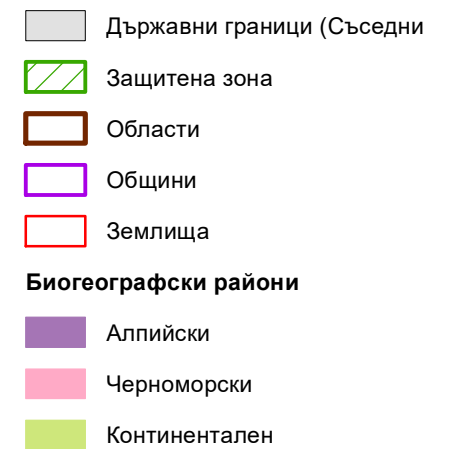 Държавни граници (Съседни
Защитена зона
Области
Общини
Землища
Биогеографски райони
Алпийски
Черноморски
Континентален